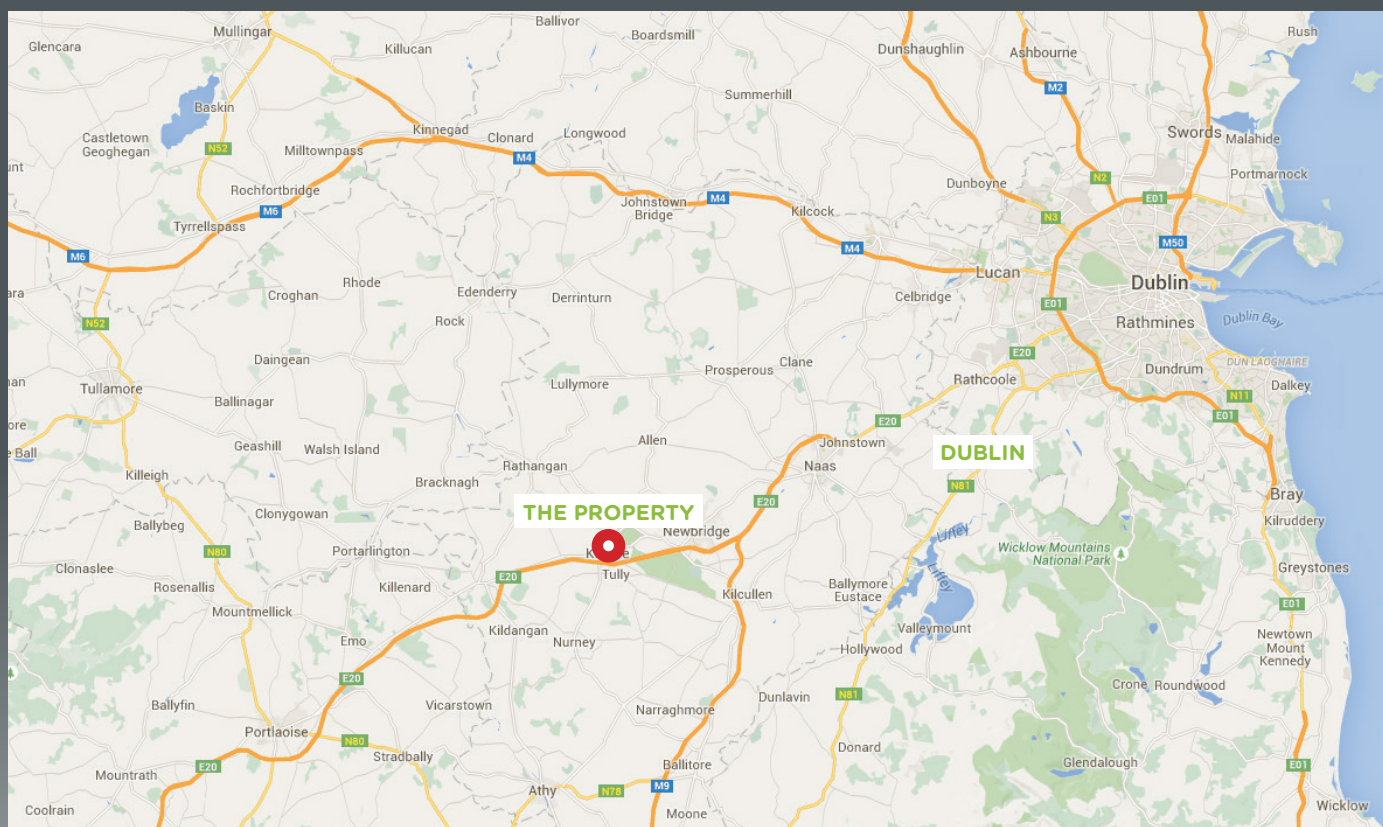 Ballivor
Rush
Mullingar
Boardsmill
Glencara
Killucan
Dunshaughlin
Ashbourne
M2
Summerhill
Baskin
Kinnegad
Clonard
Longwood
Swords
Malahide
Castletown
Geoghegan
N52
Milltownpass
M4
Portmarnock
N2
Dunboyne
Rochfortbridge
M4
E01
Johnstown
Bridge
Kilcock
M6
N3
Tyrrellspass
M4
M50
M6
Lucan
Rhode
Edenderry
Derrinturn
Celbridge
Dublin
Croghan
E01
N52
Rock
Rathmines
Dublin Bay
E20
Daingean
Clane
DUN LAOGHAIRE
Prosperous
Dundrum
Rathcoole
Lullymore
Dalkey
Tullamore
N11
Ballinagar
E01
E20
Geashill
Walsh Island
Allen
Johnstown
DUBLIN
Naas
Rathangan
Killeigh
Bracknagh
N81
Bray
E20
THE PROPERTY
Clonygowan
Kilruddery
Ballybeg
Newbridge
Liffey
Wicklow Mountains
National Park
N80
Portarlington
Clonaslee
Greystones
Tully
E20
Rosenallis
Killenard
Ballymore
Eustace
Liffey
Kilcullen
E01
Mountmellick
Kildangan
Valleymount
Newtown
Mount
Kennedy
Emo
Nurney
Hollywood
E20
Crone
Roundwood
N81
Dunlavin
Ballyfin
Vicarstown
Narraghmore
Portlaoise
N80
Donard
Stradbally
Glendalough
E20
Ballitore
E01
Mountrath
M9
Athy
N78
Wicklow
Coolrain
Moone